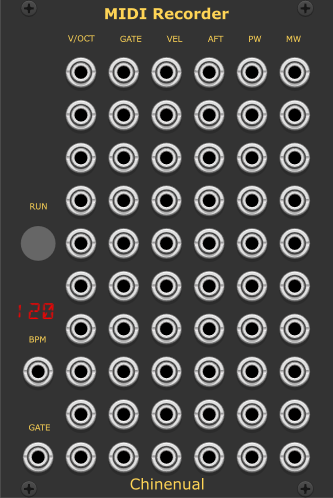 MIDI Recorder
V/OCT GATE VEL AFT PW MW
RUN
120
BPM
GATE
Chinenual